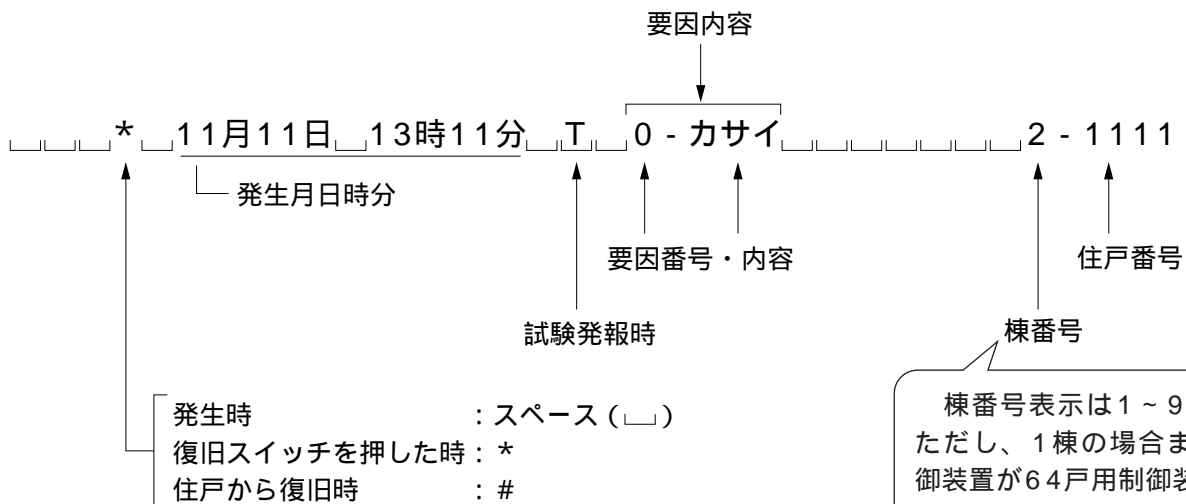 要因内容
␣␣␣*␣11月11日␣13時11分␣T␣0-カサイ␣␣␣␣␣␣␣2-1111
発生月日時分
要因番号・内容
住戸番号
試験発報時
棟番号
発生時 : スペース (␣)
復旧スイッチを押した時 : *
住戸から復旧時 : #
棟番号表示は1~9
ただし、1棟の場合ま
御装置が64戸用制御装